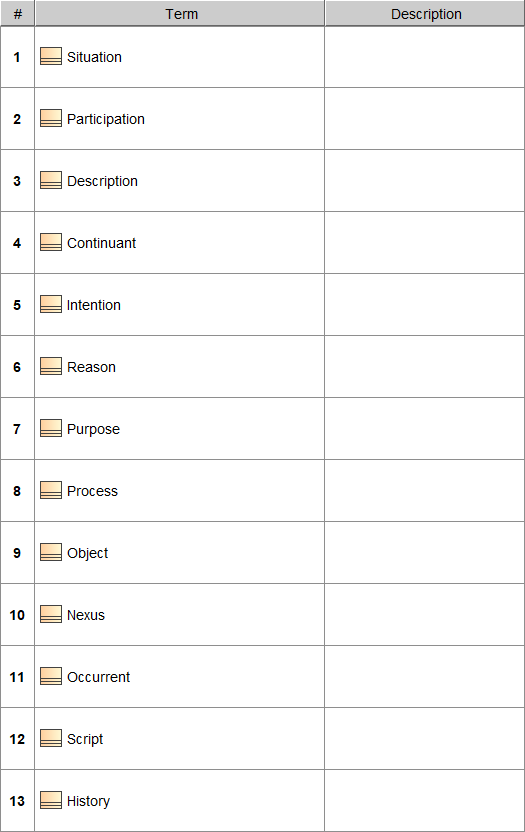 # Term Description
1 Situation
2 Participation
3 Description
4 Continuant
5 Intention
6 Reason
7 Purpose
8 Process
9 Object
10 Nexus
11 Occurrent
12 Script
13 History